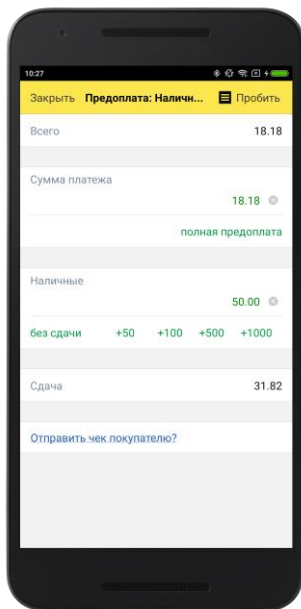 10:27
Закрыть Предоплата: Наличн... Пробить
Всего 18.18
Сумма платежа
18.18
полная предоплата
Наличные
50.00
без сдачи +50 +100 +500 +1000
Сдача 31.82
Отправить чек покупателю?